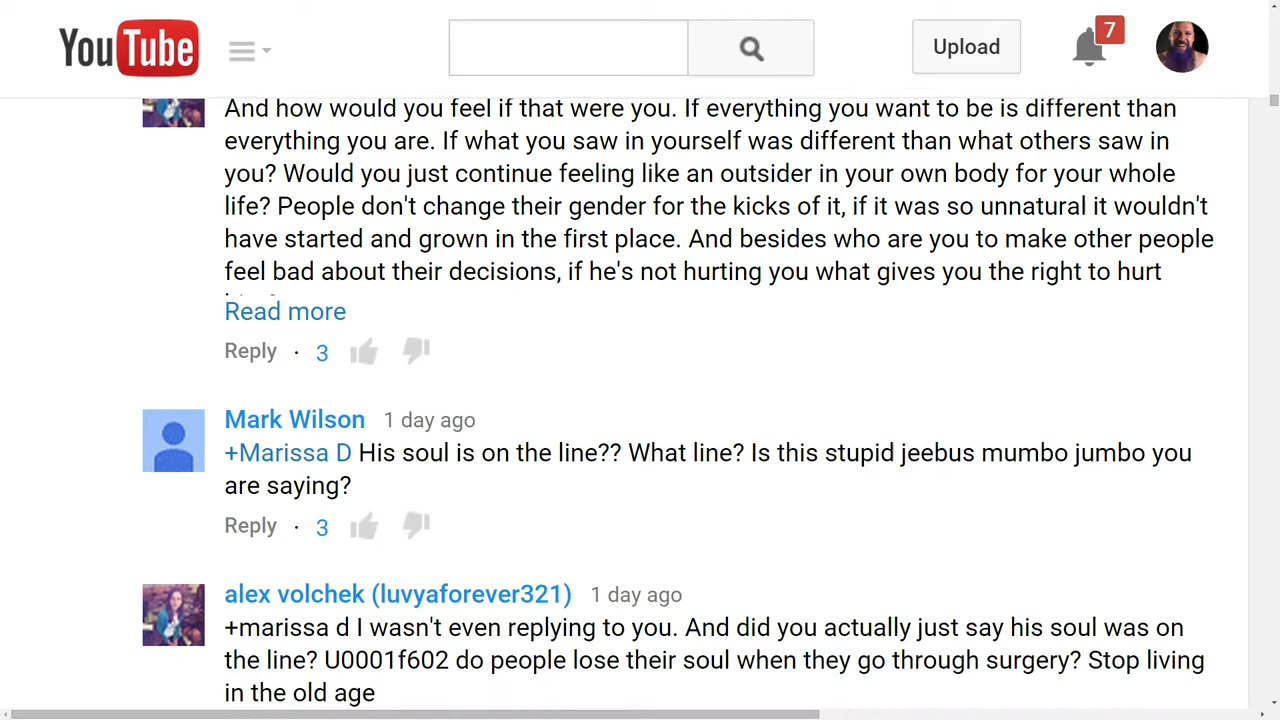 YouTube
Upload
7
And how would you feel if that were you. If everything you want to be is different than
everything you are. If what you saw in yourself was different than what others saw in
you? Would you just continue feeling like an outsider in your own body for your whole
life? People don't change their gender for the kicks of it, if it was so unnatural it wouldn't
have started and grown in the first place. And besides who are you to make other people
feel bad about their decisions, if he's not hurting you what gives you the right to hurt
Read more
Reply · 3
Mark Wilson 1 day ago
+Marissa D His soul is on the line?? What line? Is this stupid jeebus mumbo jumbo you
are saying?
Reply · 3
alex volchek (luvyaforever321) 1 day ago
+marissa d I wasn't even replying to you. And did you actually just say his soul was on
the line? U0001f602 do people lose their soul when they go through surgery? Stop living
in the old age